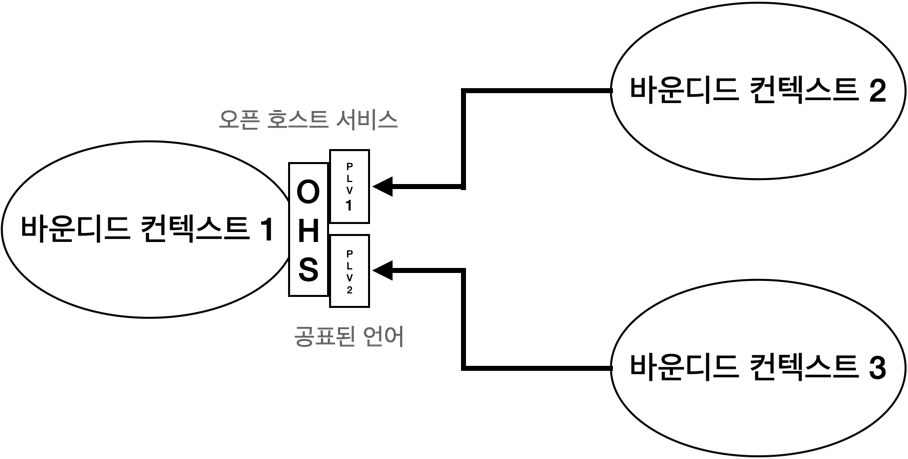 바운디드 컨텍스트 2
오픈 호스트 서비스
바운디드 컨텍스트 1
OHS
PLV1
PLV2
공표된 언어
바운디드 컨텍스트 3